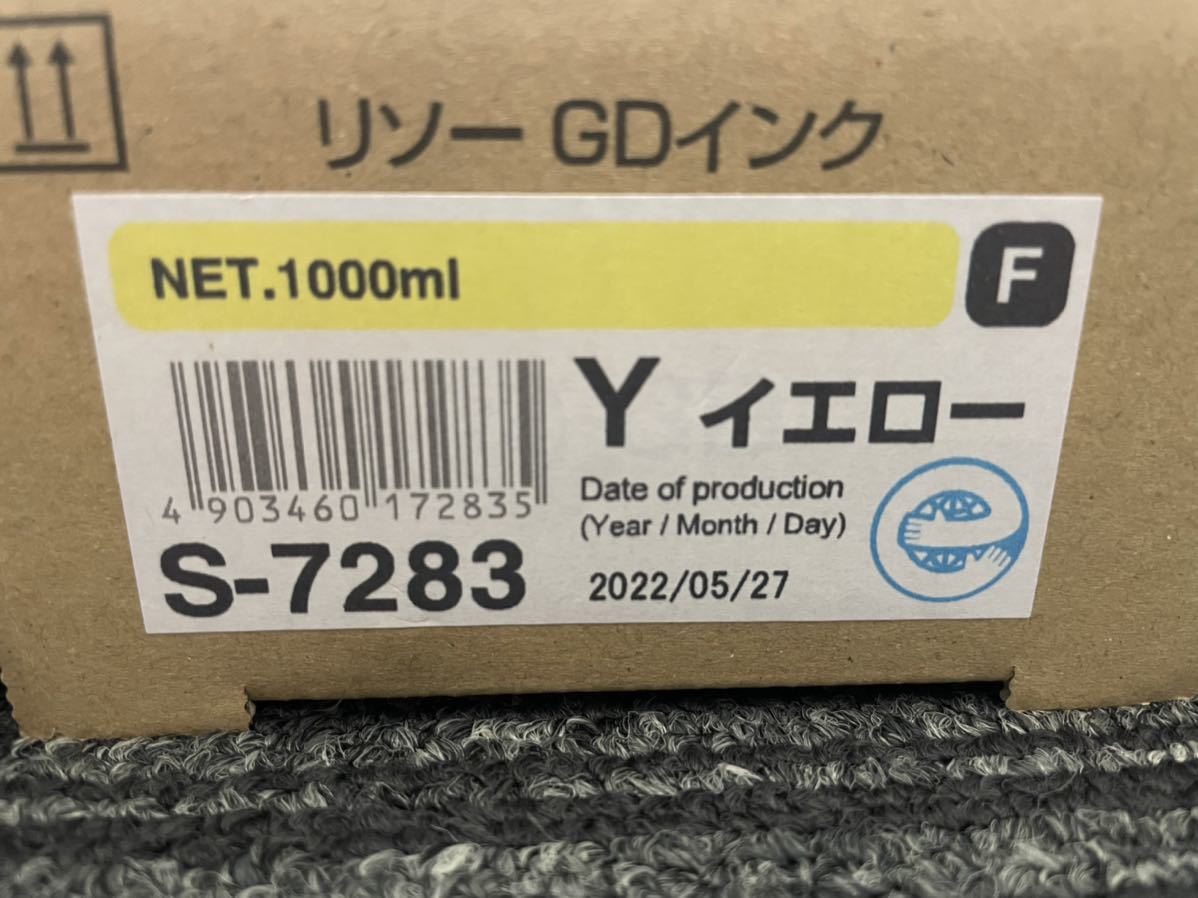 リソー GDインク
NET.1000ml
F
Y イエロー
4 903460 172835
Date of production
(Year / Month / Day)
S-7283
2022/05/27